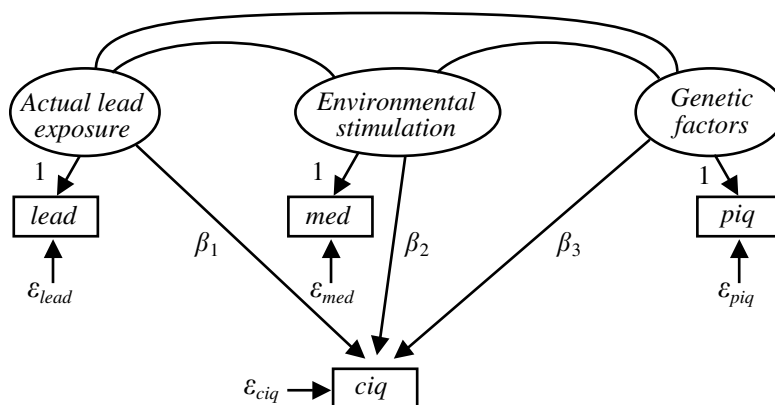 Actual lead
exposure
Environmental
stimulation
Genetic
factors
1
1
1
lead
med
piq
β1
β2
β3
εlead
εmed
εpiq
εciq
ciq